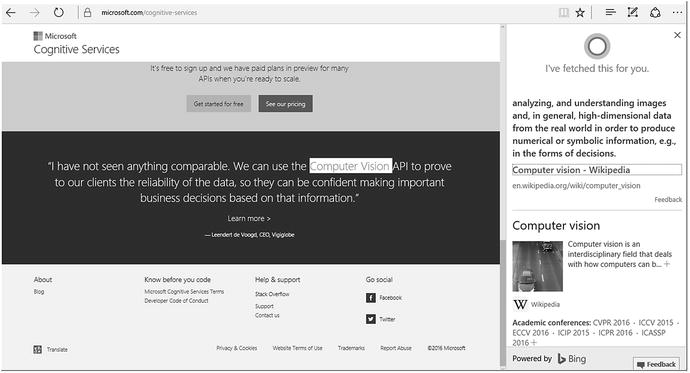 microsoft.com/cognitive-services
Microsoft
Cognitive Services
It's free to sign up and we have paid plans in preview for many
APIs when you're ready to scale.
Get started for free
See our pricing
“I have not seen anything comparable. We can use the Computer Vision API to prove
to our clients the reliability of the data, so they can be confident making important
business decisions based on that information.”
Learn more >
— Leendert de Voogd, CEO, Vigiglobe
About
Blog
Know before you code
Microsoft Cognitive Services Terms
Developer Code of Conduct
Help & support
Stack Overflow
Support
Contact us
Go social
Facebook
Twitter
Translate
Privacy & Cookies
Website Terms of Use
Trademarks
Report Abuse
©2016 Microsoft
I've fetched this for you.
analyzing, and understanding images
and, in general, high-dimensional data
from the real world in order to produce
numerical or symbolic information, e.g.,
in the forms of decisions.
Computer vision - Wikipedia
en.wikipedia.org/wiki/computer_vision
Feedback
Computer vision
Computer vision is an
interdisciplinary field that deals
with how computers can b... +
W Wikipedia
Academic conferences: CVPR 2016 · ICCV 2015 ·
ECCV 2016 · ICIP 2015 · ICPR 2016 · ICASSP
2016 +
Powered by Bing
Feedback